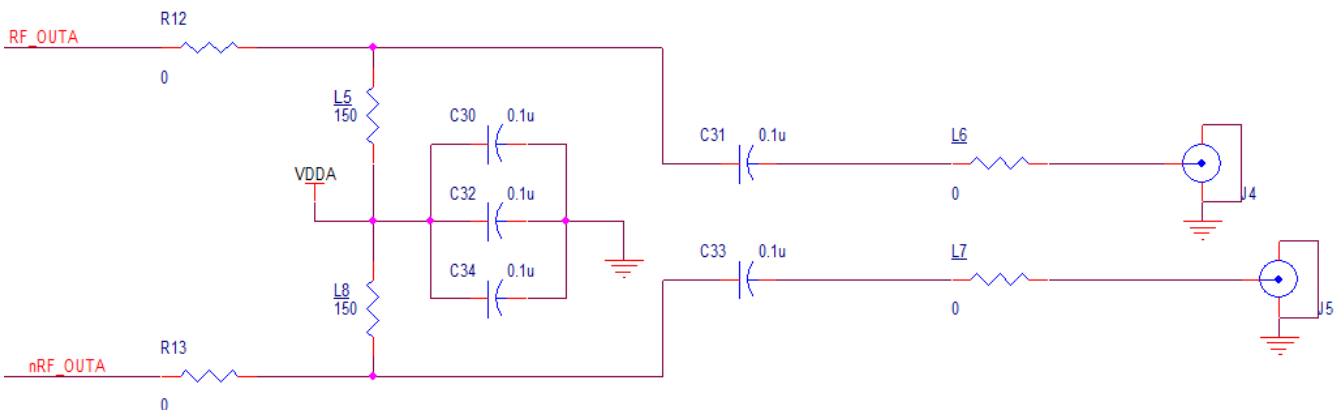 R12
RF_OUTA
0
L5
150
C30 0.1u
C31 0.1u
L6
VDDA
C32 0.1u
0
J4
C33 0.1u
L7
C34 0.1u
L8
150
0
J5
R13
nRF_OUTA
0